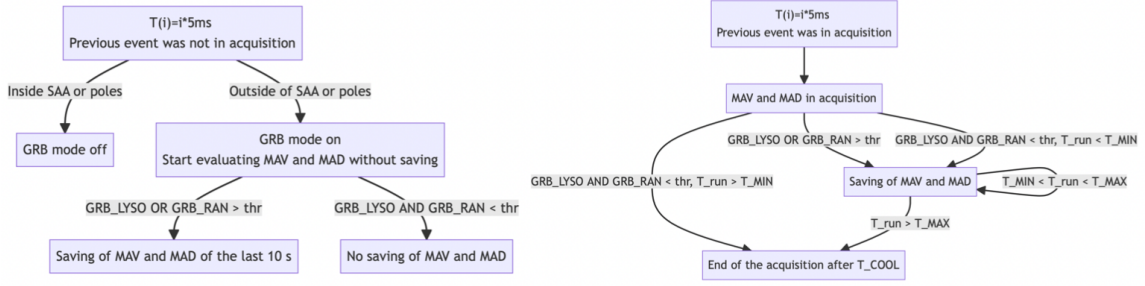 T(i)=i*5ms
Previous event was not in acquisition
Inside SAA or poles
Outside of SAA or poles
GRB mode off
GRB mode on
Start evaluating MAV and MAD without saving
GRB_LYSO OR GRB_RAN > thr
GRB_LYSO AND GRB_RAN < thr
Saving of MAV and MAD of the last 10 s
No saving of MAV and MAD
T(i)=i*5ms
Previous event was in acquisition
MAV and MAD in acquisition
GRB_LYSO OR GRB_RAN > thr
GRB_LYSO AND GRB_RAN < thr, T_run < T_MIN
GRB_LYSO AND GRB_RAN < thr, T_run > T_MIN
Saving of MAV and MAD
T_MIN < T_run < T_MAX
T_run > T_MAX
End of the acquisition after T_COOL